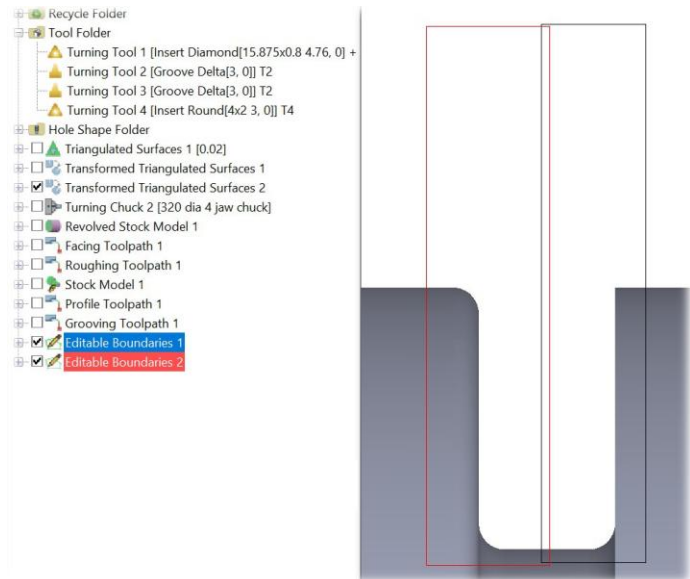 Recycle Folder
Tool Folder
Turning Tool 1 [Insert Diamond[15.875x0.8 4.76, 0] +
Turning Tool 2 [Groove Delta[3, 0]] T2
Turning Tool 3 [Groove Delta[3, 0]] T2
Turning Tool 4 [Insert Round[4x2 3, 0]] T4
Hole Shape Folder
Triangulated Surfaces 1 [0.02]
Transformed Triangulated Surfaces 1
Transformed Triangulated Surfaces 2
Turning Chuck 2 [320 dia 4 jaw chuck]
Revolved Stock Model 1
Facing Toolpath 1
Roughing Toolpath 1
Stock Model 1
Profile Toolpath 1
Grooving Toolpath 1
Editable Boundaries 1
Editable Boundaries 2